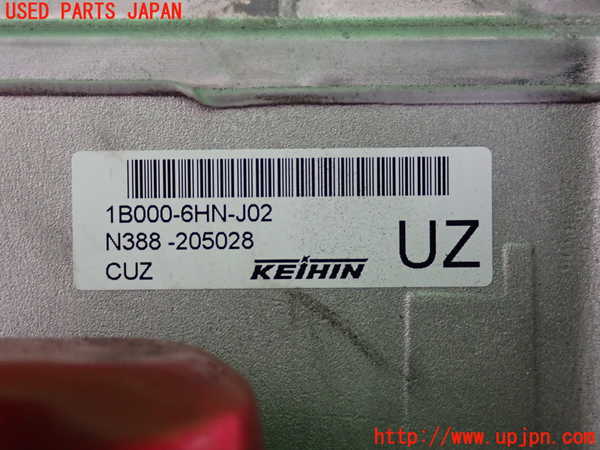 USED PARTS JAPAN
1B000-6HN-J02
N388 -205028
CUZ
KEIHIN
UZ
http://www.upjpn.com/